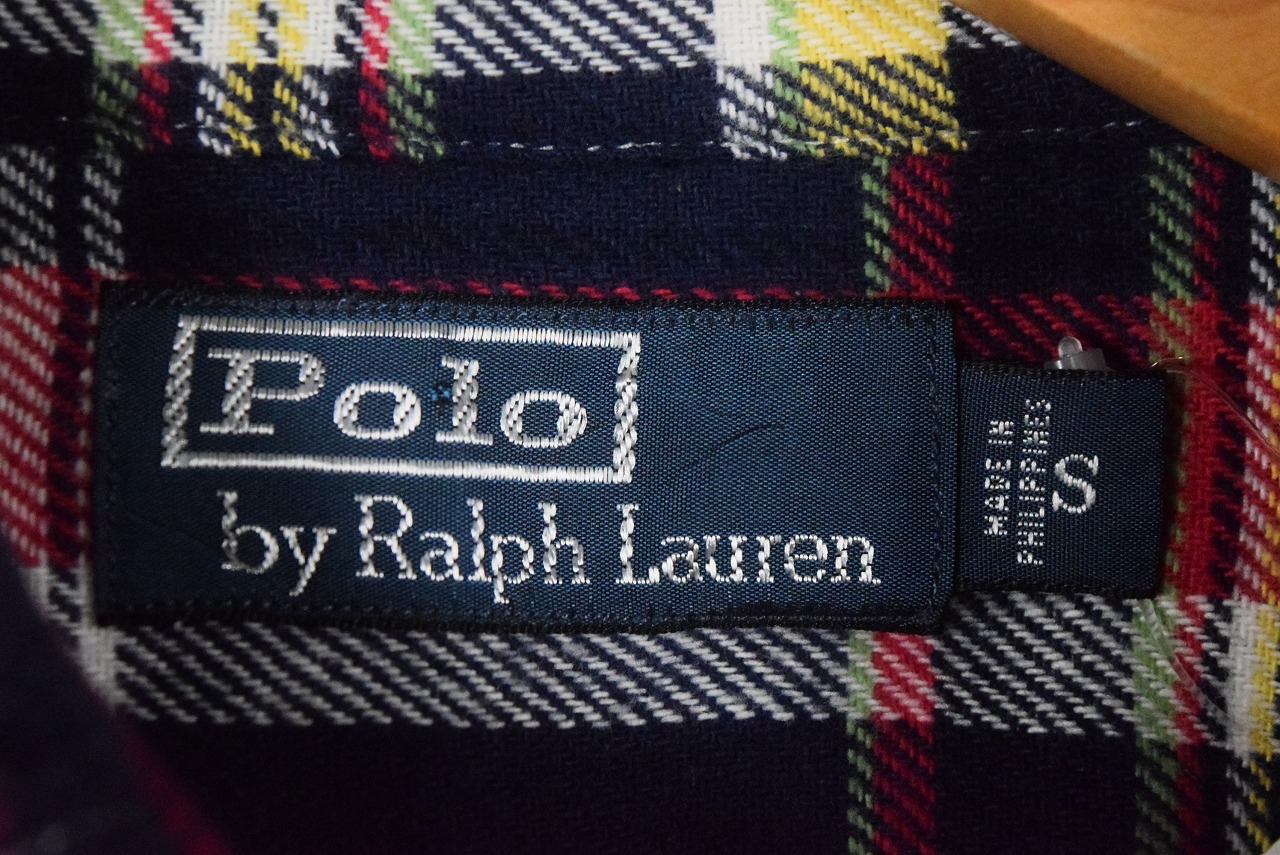 Polo
by Ralph Lauren
MADE IN
PHILIPPINES
S